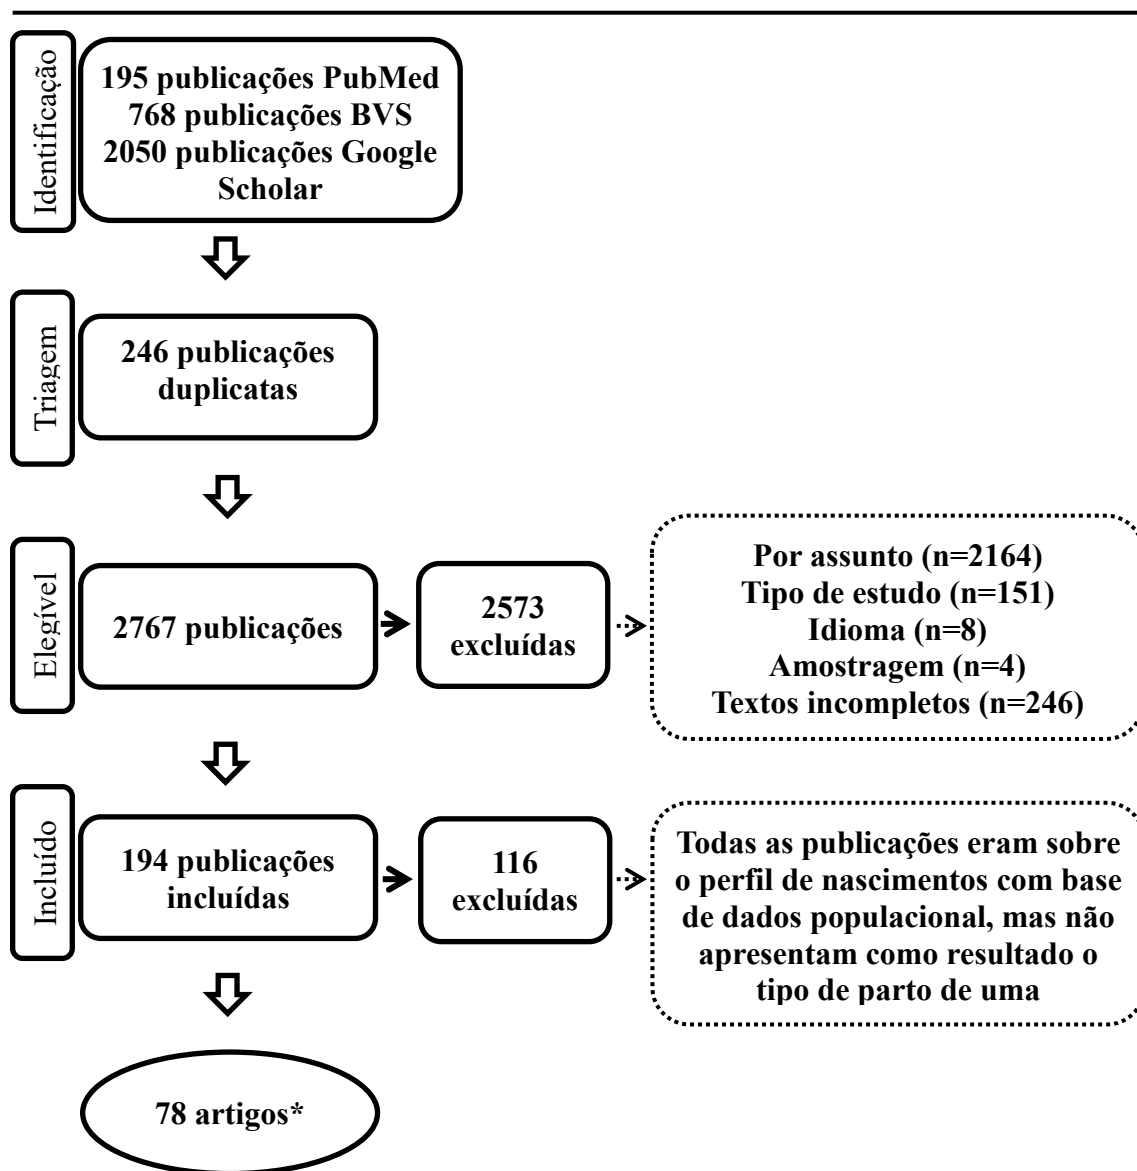 Identificação
195 publicações PubMed
768 publicações BVS
2050 publicações Google
Scholar
Triagem
246 publicações
duplicatas
Elegível
2767 publicações
2573
excluídas
Por assunto (n=2164)
Tipo de estudo (n=151)
Idioma (n=8)
Amostragem (n=4)
Textos incompletos (n=246)
Incluído
194 publicações
incluídas
116
excluídas
Todas as publicações eram sobre
o perfil de nascimentos com base
de dados populacional, mas não
apresentam como resultado o
tipo de parto de uma
78 artigos*